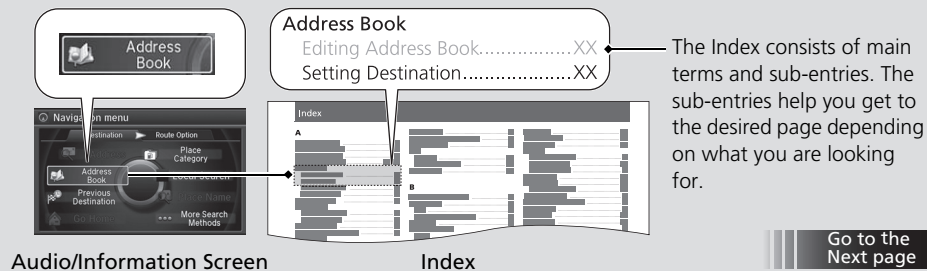 Address Book
Editing Address Book.................XX
Setting Destination.......................XX
The Index consists of main
terms and sub-entries. The
sub-entries help you get to
the desired page depending
on what you are looking
for.
Address
Book
Navigation menu
Destination
Route Option
Place
Category
Address
Book
Local Search
Previous
Destination
Go Home
More Search
Methods
Index
A
B
Audio/Information Screen
Index
Go to the
Next page